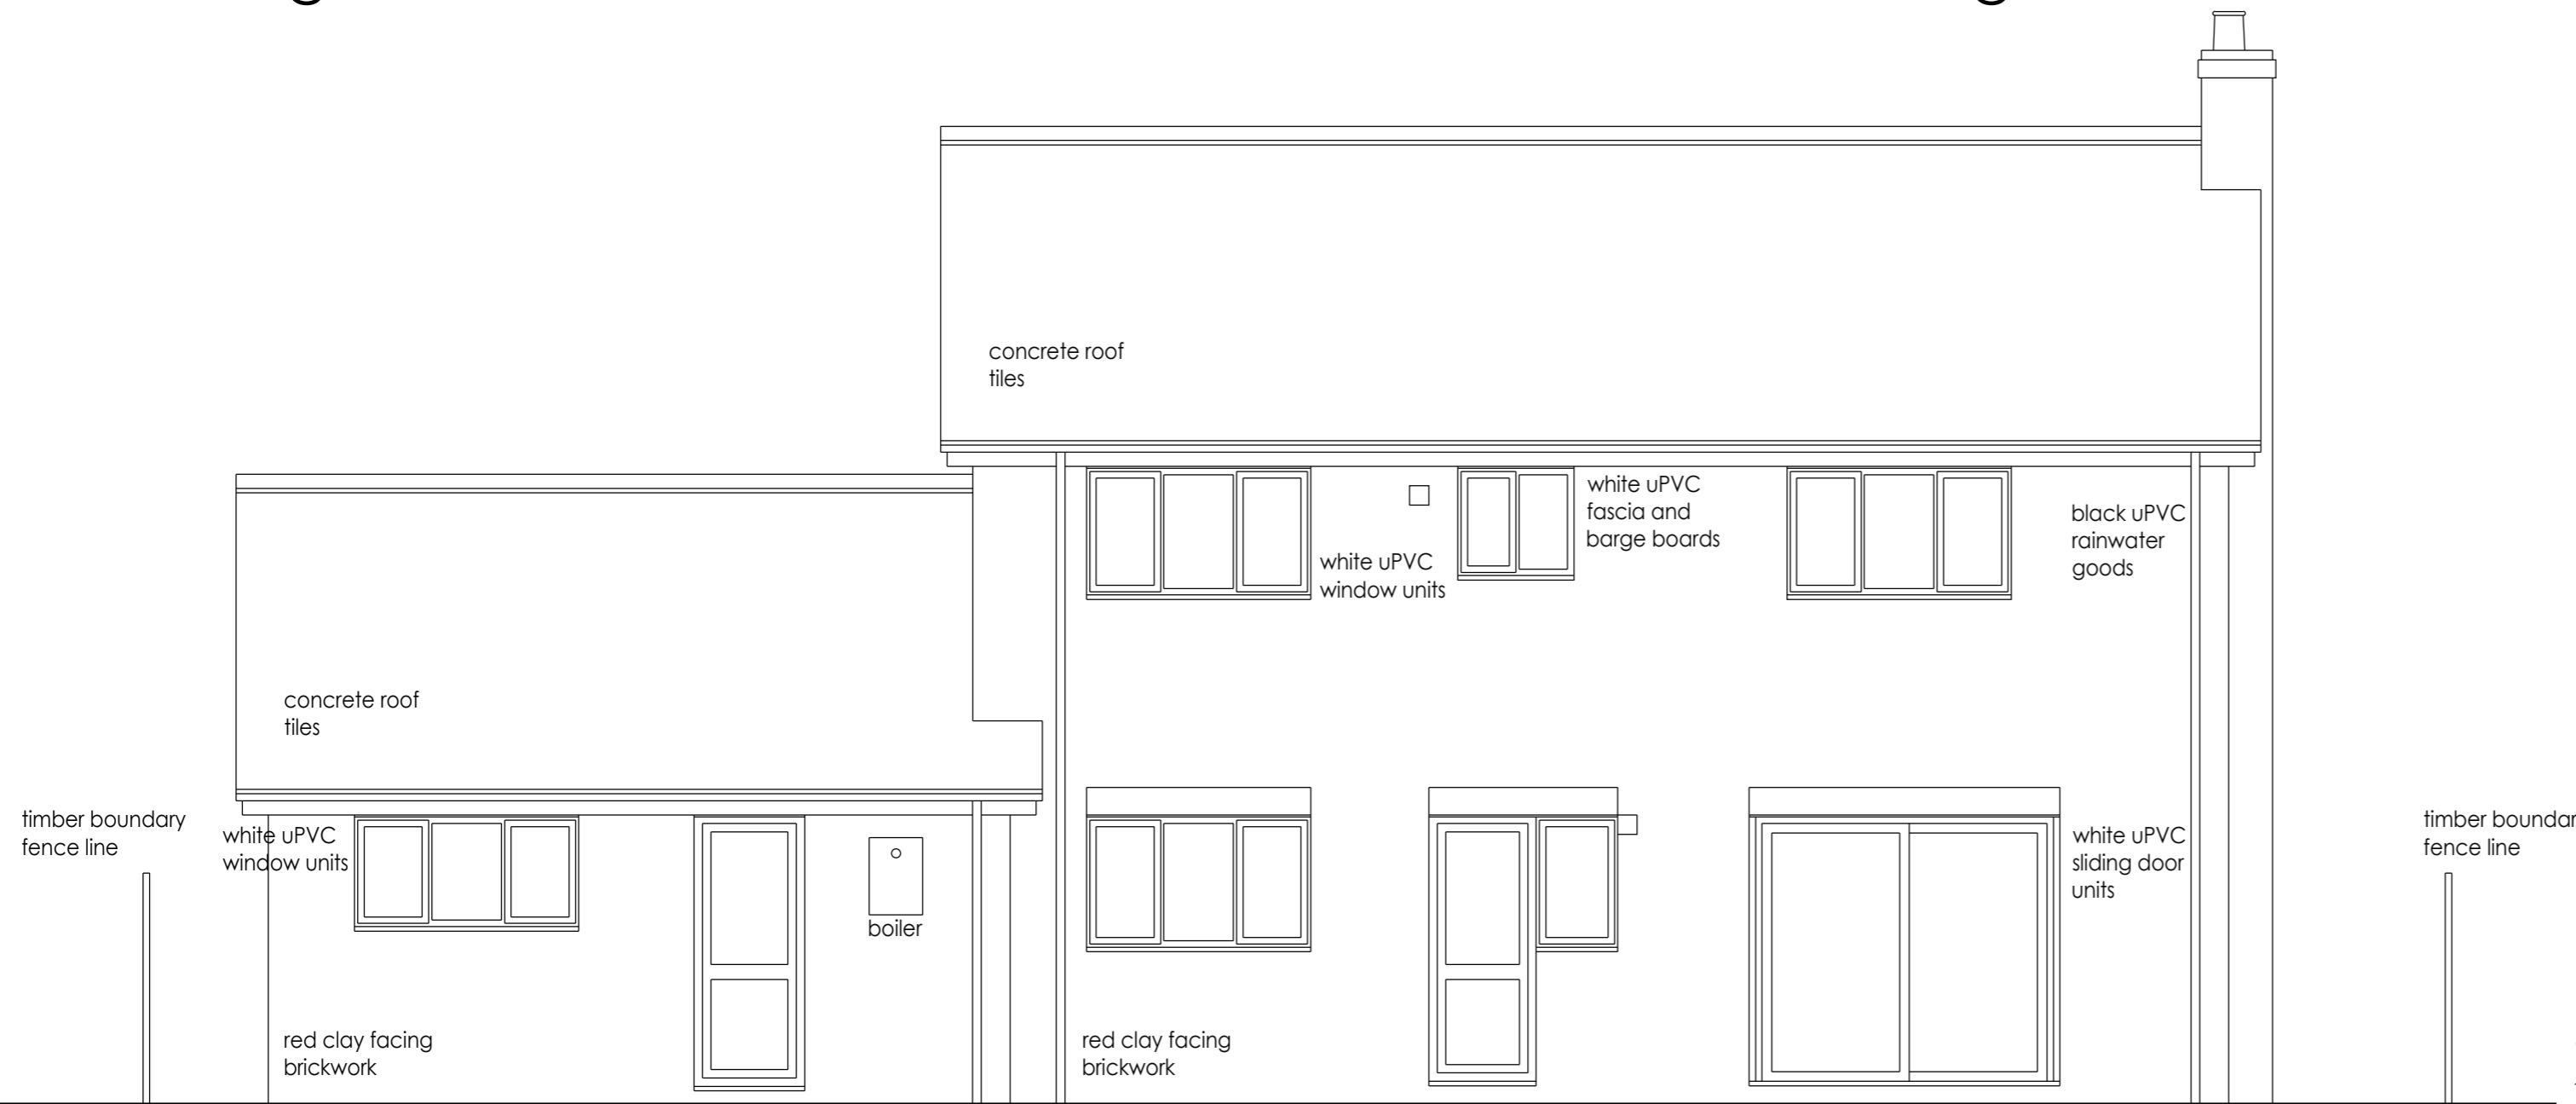 concrete roof
tiles
white uPVC
fascia and
barge boards
black uPVC
rainwater
goods
white uPVC
window units
concrete roof
tiles
timber boundary
fence line
white uPVC
window units
boiler
white uPVC
sliding door
units
timber boundar
fence line
red clay facing
brickwork
red clay facing
brickwork